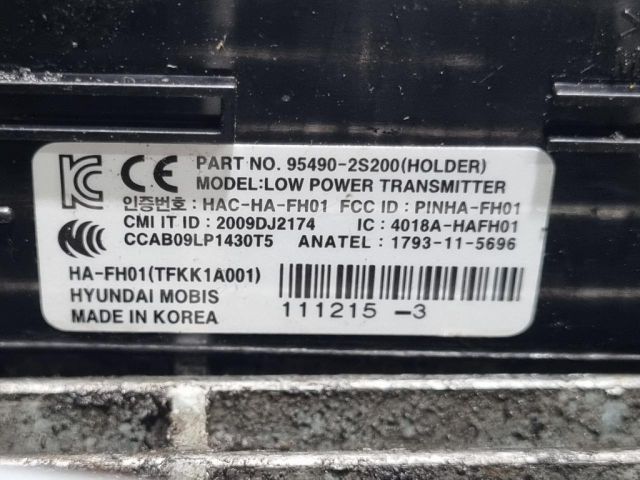 PART NO. 95490-2S200(HOLDER)
MODEL:LOW POWER TRANSMITTER
인증번호 : HAC-HA-FH01 FCC ID : PINHA-FH01
CMI IT ID : 2009DJ2174 IC : 4018A-HAFH01
CCAB09LP1430T5 ANATEL : 1793-11-5696
HA-FH01(TFKK1A001)
HYUNDAI MOBIS
MADE IN KOREA
111215 -3